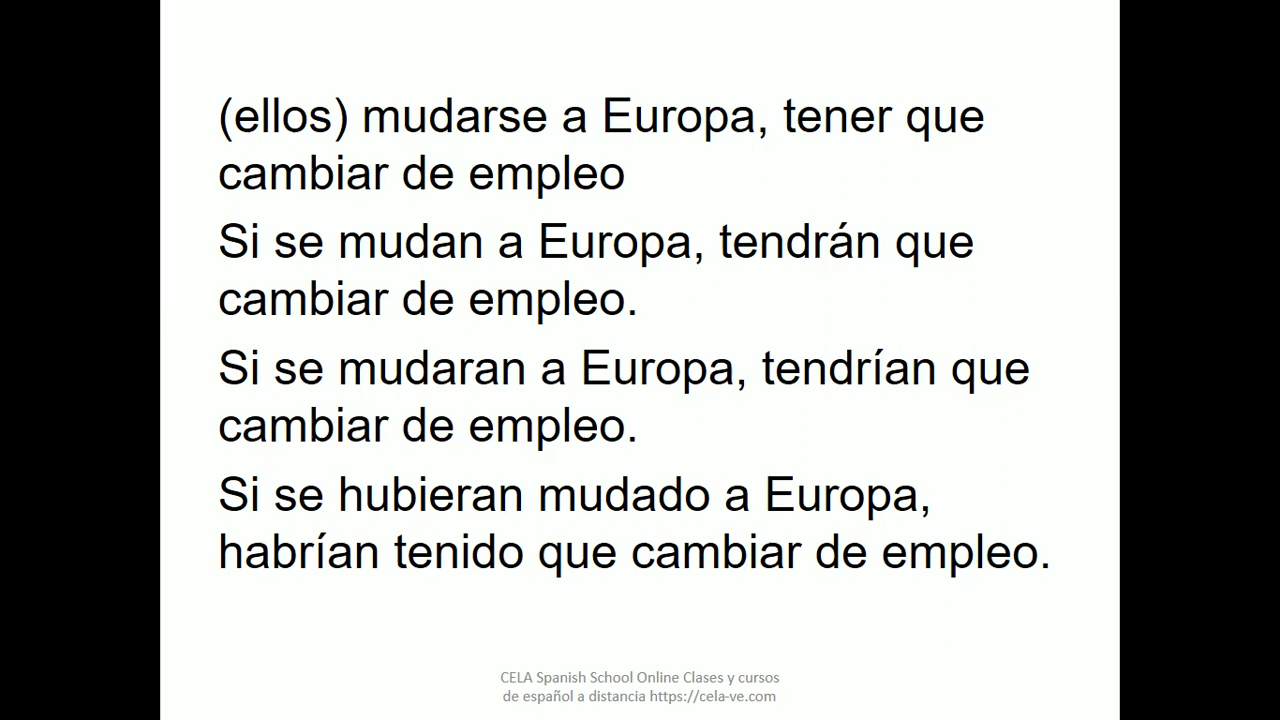 (ellos) mudarse a Europa, tener que
cambiar de empleo
Si se mudan a Europa, tendrán que
cambiar de empleo.
Si se mudaran a Europa, tendrían que
cambiar de empleo.
Si se hubieran mudado a Europa,
habrían tenido que cambiar de empleo.
CELA Spanish School Online Clases y cursos
de español a distancia https://cela-ve.com